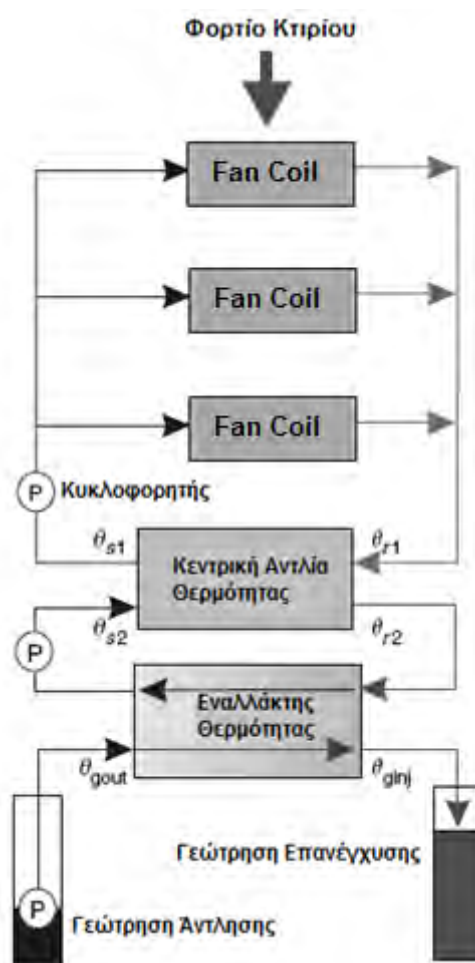 Φορτίο Κτιρίου
Fan Coil
Fan Coil
Fan Coil
P Κυκλοφορητής
θs1
θr1
Κεντρική Αντλία
Θερμότητας
θs2
θr2
P
Εναλλάκτης
Θερμότητας
θgout
θginj
Γεώτρηση Επανέγχυσης
P
Γεώτρηση Άντλησης